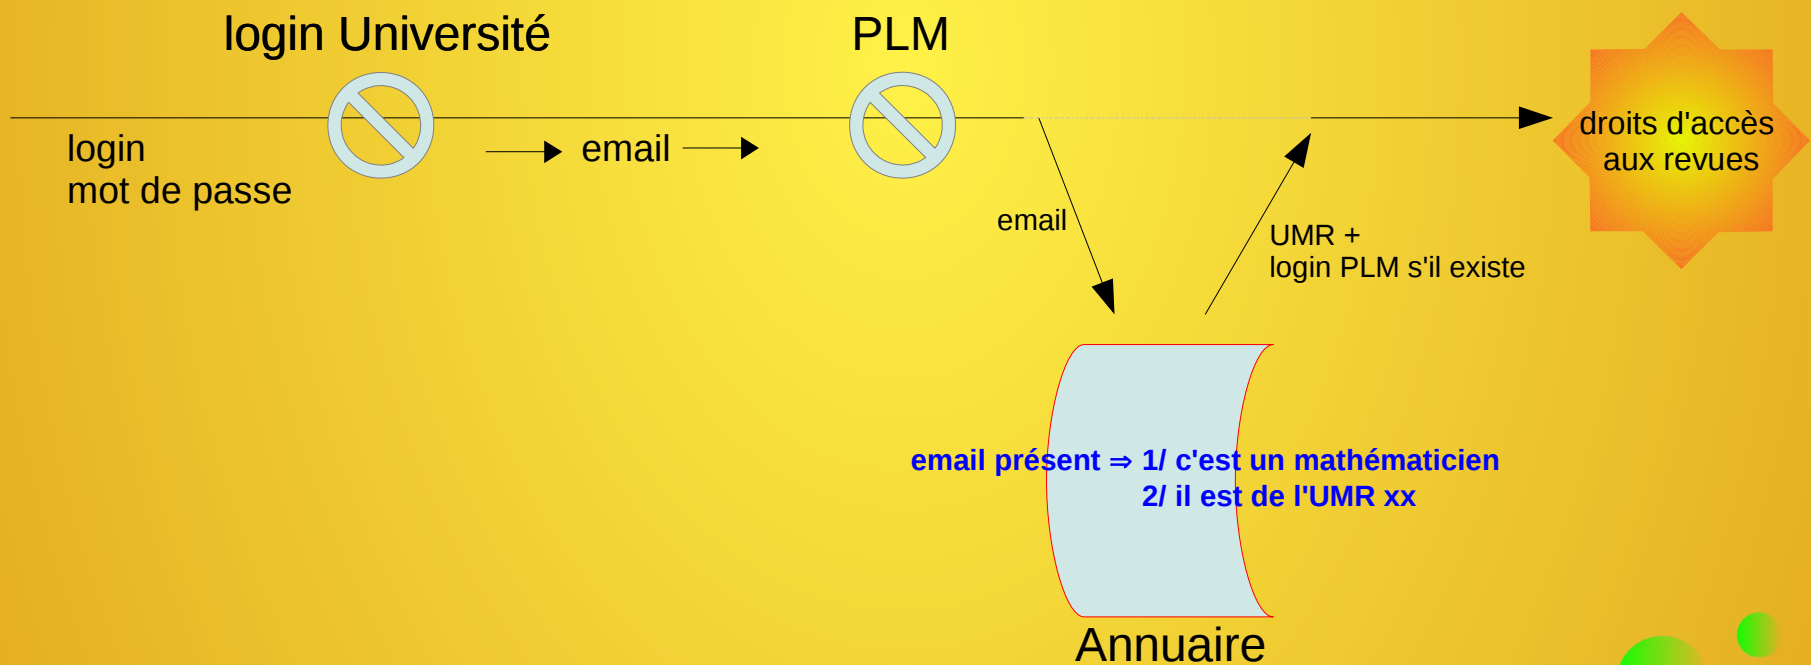 login Université
PLM
login
mot de passe
email
droits d'accès
aux revues
email
UMR +
login PLM s'il existe
email présent ⇒ 1/ c'est un mathématicien
2/ il est de l'UMR xx
Annuaire